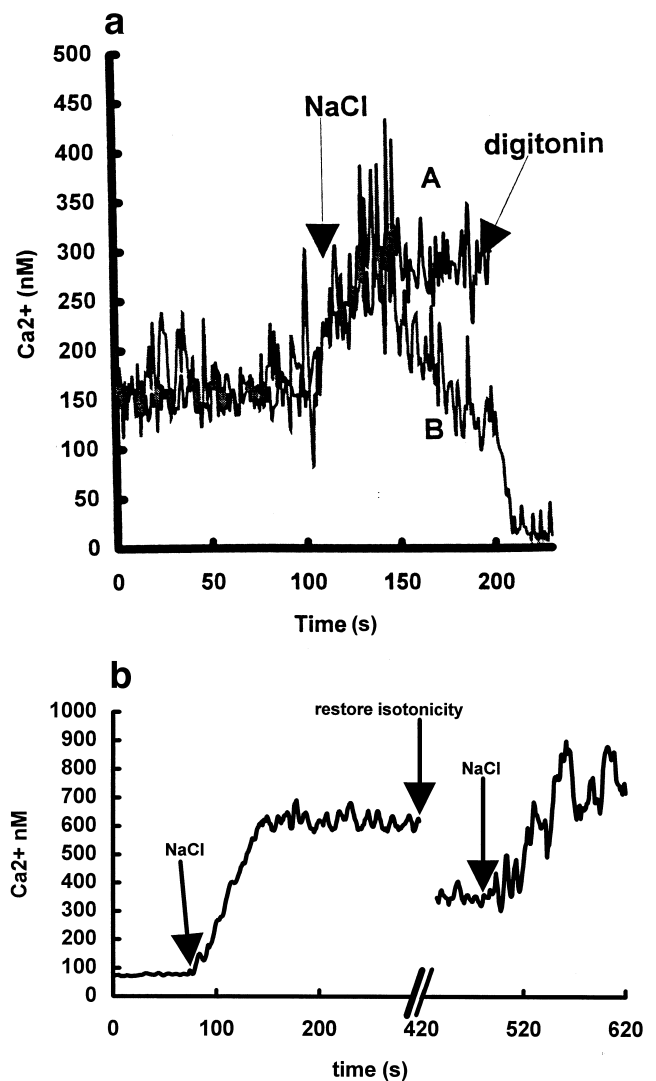 a
500
450
400
350
300
250
200
150
100
50
0
Ca2+ (nM)
NaCl
digitonin
A
B
0 50 100 150 200
Time (s)
b
1000
900
800
700
600
400
300
200
100
0
Ca2+ nM
NaCl
restore isotonicity
NaCl
0 100 200 420 520 620
time (s)